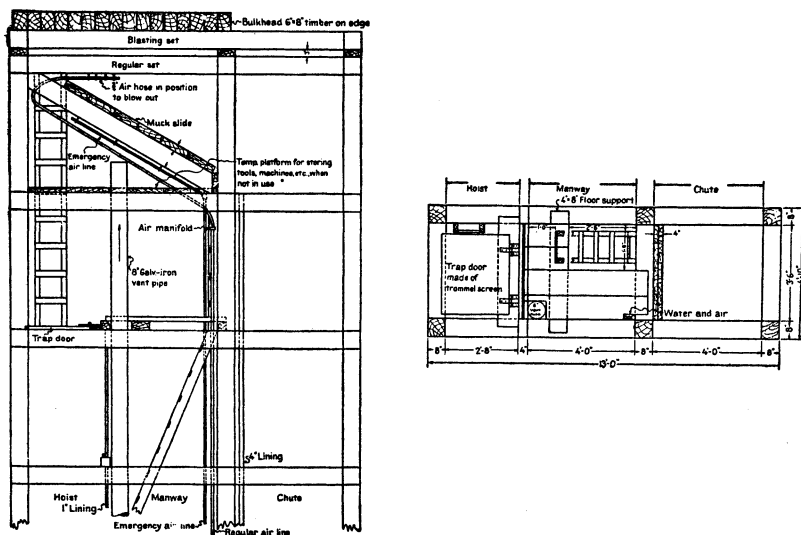 Bulkhead 6"×8" timber on edge
Blasting set
Regular set
Air hose in position
to blow out
Muck slide
Emergency
air line
Temp. platform for storing
tools, machines, etc., when
not in use
Air manifold
8" Galv-iron
vent pipe
Trap door
4" Lining
Hoist
Manway
Chute
1" Lining
Emergency air line
Regular air line
Hoist
Manway
Chute
4"×8" Floor support
Trap door
made of
trommel screen
4"
Water and air
8"
3'-6"
8"
8"
2'-8"
4"
4'-0"
8"
4'-0"
8"
13'-0"